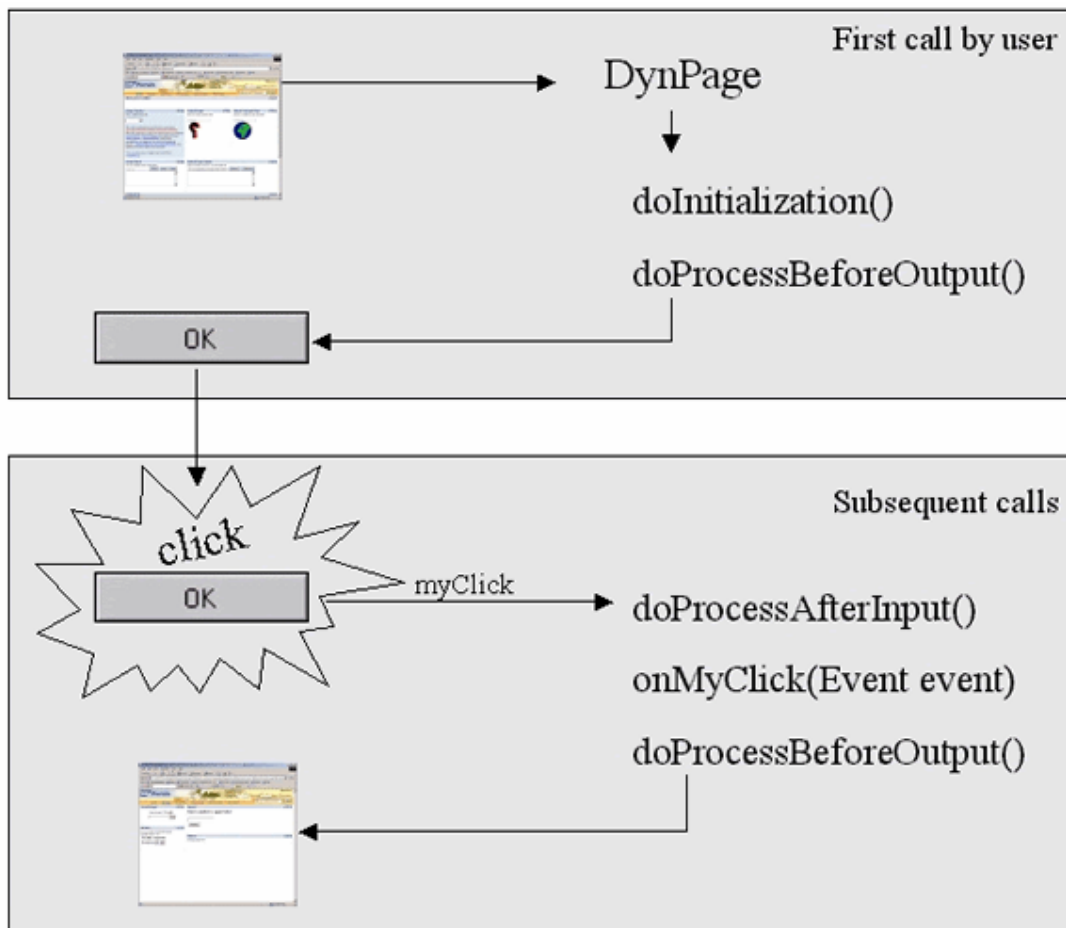 First call by user
DynPage
doInitialization()
doProcessBeforeOutput()
OK
Subsequent calls
click
OK
myClick
doProcessAfterInput()
onMyClick(Event event)
doProcessBeforeOutput()